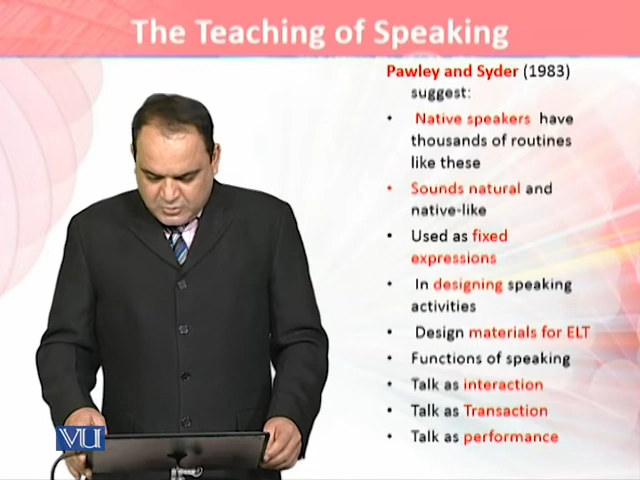 The Teaching of Speaking
Pawley and Syder (1983)
suggest:
• Native speakers have
thousands of routines
like these
• Sounds natural and
native-like
• Used as fixed
expressions
• In designing speaking
activities
• Design materials for ELT
• Functions of speaking
• Talk as interaction
• Talk as Transaction
• Talk as performance
VU